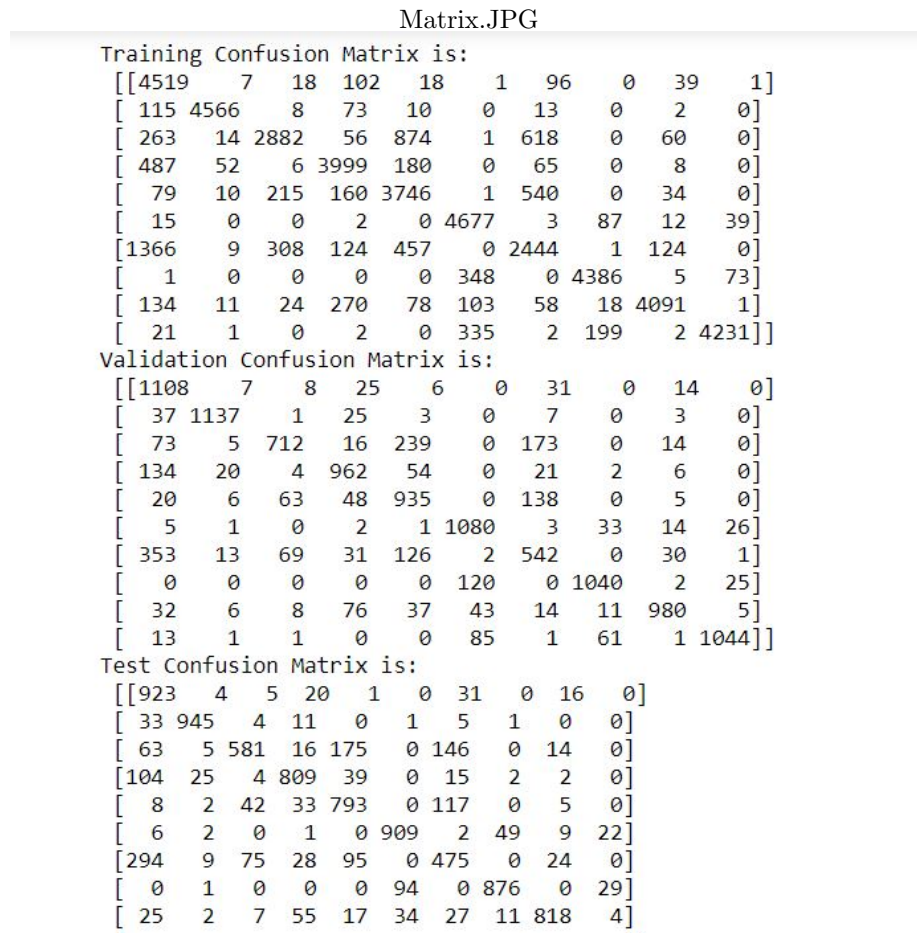 Matrix.JPG
Training Confusion Matrix is:
[[4519 7 18 102 18 1 96 0 39 1]
[ 115 4566 8 73 10 0 13 0 2 0]
[ 263 14 2882 56 874 1 618 0 60 0]
[ 487 52 6 3999 180 0 65 0 8 0]
[ 79 10 215 160 3746 1 540 0 34 0]
[ 15 0 0 2 0 4677 3 87 12 39]
[1366 9 308 124 457 0 2444 1 124 0]
[ 1 0 0 0 0 348 0 4386 5 73]
[ 134 11 24 270 78 103 58 18 4091 1]
[ 21 1 0 2 0 335 2 199 2 4231]]
Validation Confusion Matrix is:
[[1108 7 8 25 6 0 31 0 14 0]
[ 37 1137 1 25 3 0 7 0 3 0]
[ 73 5 712 16 239 0 173 0 14 0]
[ 134 20 4 962 54 0 21 2 6 0]
[ 20 6 63 48 935 0 138 0 5 0]
[ 5 1 0 2 1 1080 3 33 14 26]
[ 353 13 69 31 126 2 542 0 30 1]
[ 0 0 0 0 0 120 0 1040 2 25]
[ 32 6 8 76 37 43 14 11 980 5]
[ 13 1 1 0 0 85 1 61 1 1044]]
Test Confusion Matrix is:
[[923 4 5 20 1 0 31 0 16 0]
[ 33 945 4 11 0 1 5 1 0 0]
[ 63 5 581 16 175 0 146 0 14 0]
[104 25 4 809 39 0 15 2 2 0]
[ 8 2 42 33 793 0 117 0 5 0]
[ 6 2 0 1 0 909 2 49 9 22]
[294 9 75 28 95 0 475 0 24 0]
[ 0 1 0 0 0 94 0 876 0 29]
[ 25 2 7 55 17 34 27 11 818 4]